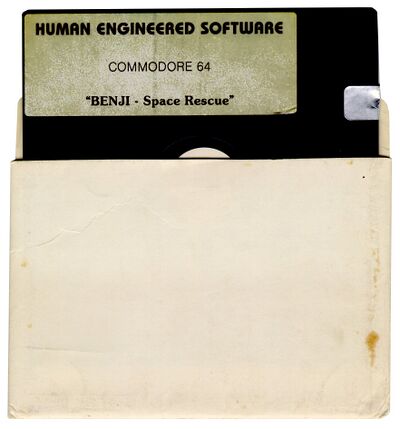 HUMAN ENGINEERED SOFTWARE
COMMODORE 64
"BENJI - Space Rescue"